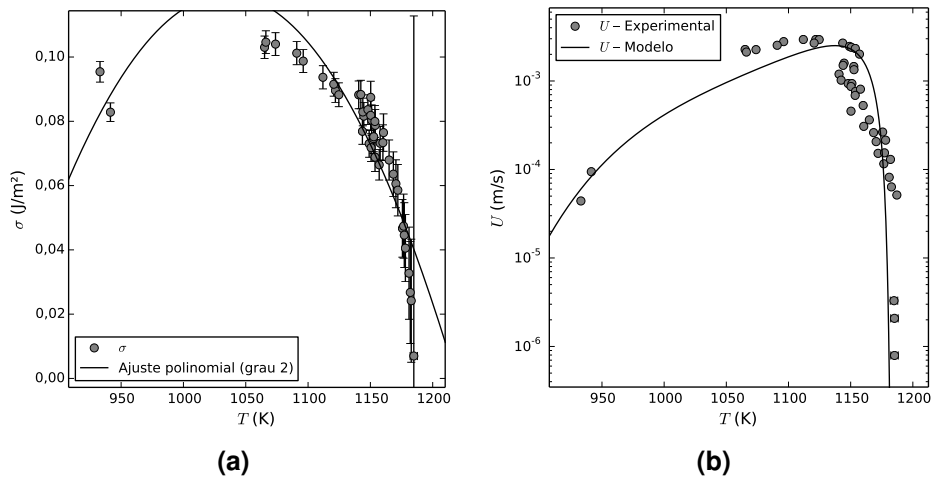 0,10
0,08
0,06
0,04
0,02
0,00
σ (J/m²)
σ
Ajuste polinomial (grau 2)
950 1000 1050 1100 1150 1200
T (K)
(a)
U – Experimental
U – Modelo
10⁻³
10⁻⁴
10⁻⁵
10⁻⁶
U (m/s)
950 1000 1050 1100 1150 1200
T (K)
(b)